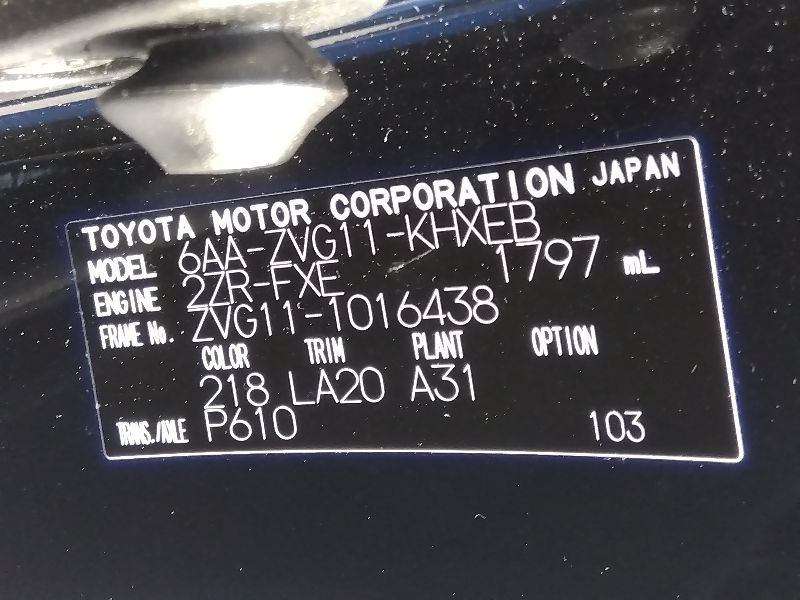 TOYOTA MOTOR CORPORATION JAPAN
MODEL 6AA-ZVG11-KHXEB
ENGINE 2ZR-FXE 1797 mL
FRAME No. ZVG11-1016438
COLOR TRIM PLANT OPTION
218 LA20 A31
TRANS./AXLE P610 103